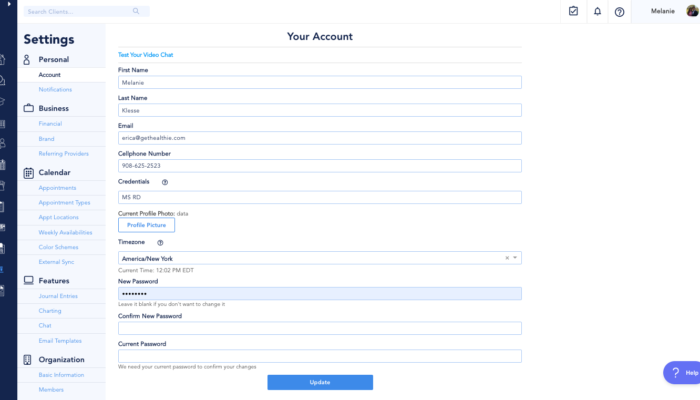 Search Clients...
Melanie
Settings
Personal
Account
Notifications
Business
Financial
Brand
Referring Providers
Calendar
Appointments
Appointment Types
Appt Locations
Weekly Availabilities
Color Schemes
External Sync
Features
Journal Entries
Charting
Chat
Email Templates
Organization
Basic Information
Members
Your Account
Test Your Video Chat
First Name
Melanie
Last Name
Klesse
Email
erica@gethealthie.com
Cellphone Number
908-625-2523
Credentials
MS RD
Current Profile Photo: data
Profile Picture
Timezone
America/New York
Current Time: 12:02 PM EDT
New Password
••••••••
Leave it blank if you don't want to change it
Confirm New Password
Current Password
We need your current password to confirm your changes
Update
? Help